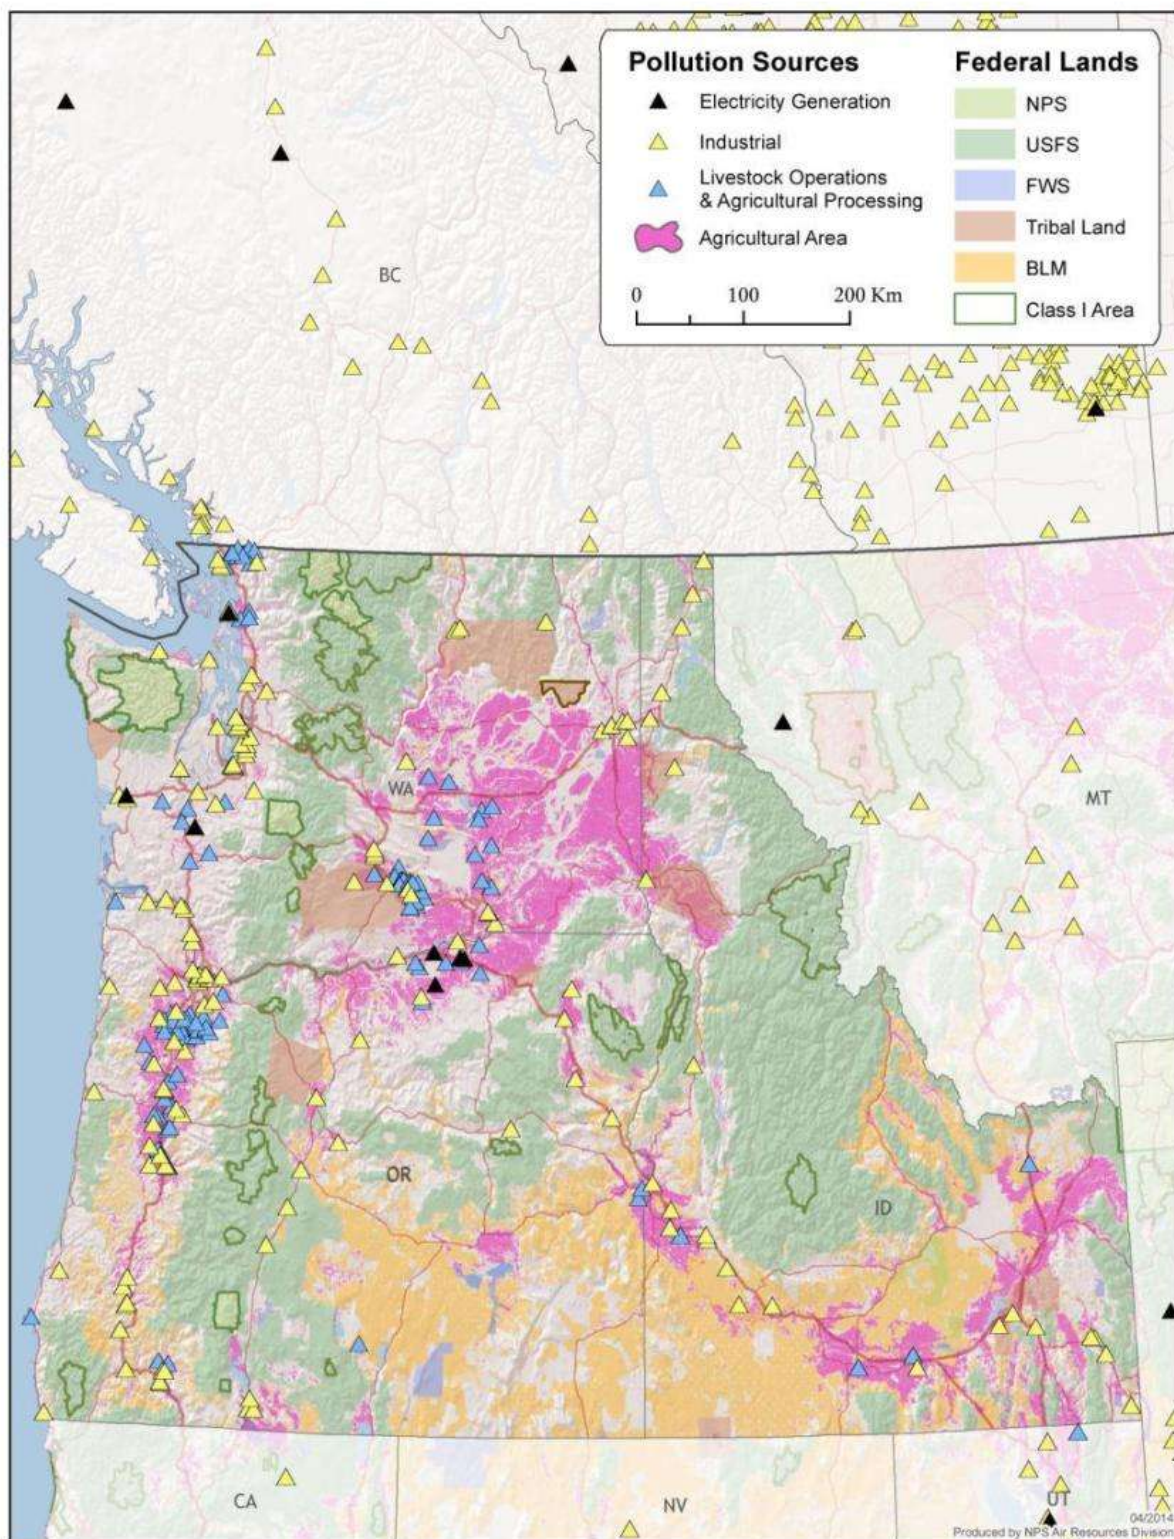 Pollution Sources
Electricity Generation
Industrial
Livestock Operations
& Agricultural Processing
Agricultural Area
0 100 200 Km
Federal Lands
NPS
USFS
FWS
Tribal Land
BLM
Class I Area
BC
WA
MT
OR
ID
CA
NV
UT
Produced by NPS Air Resources Division